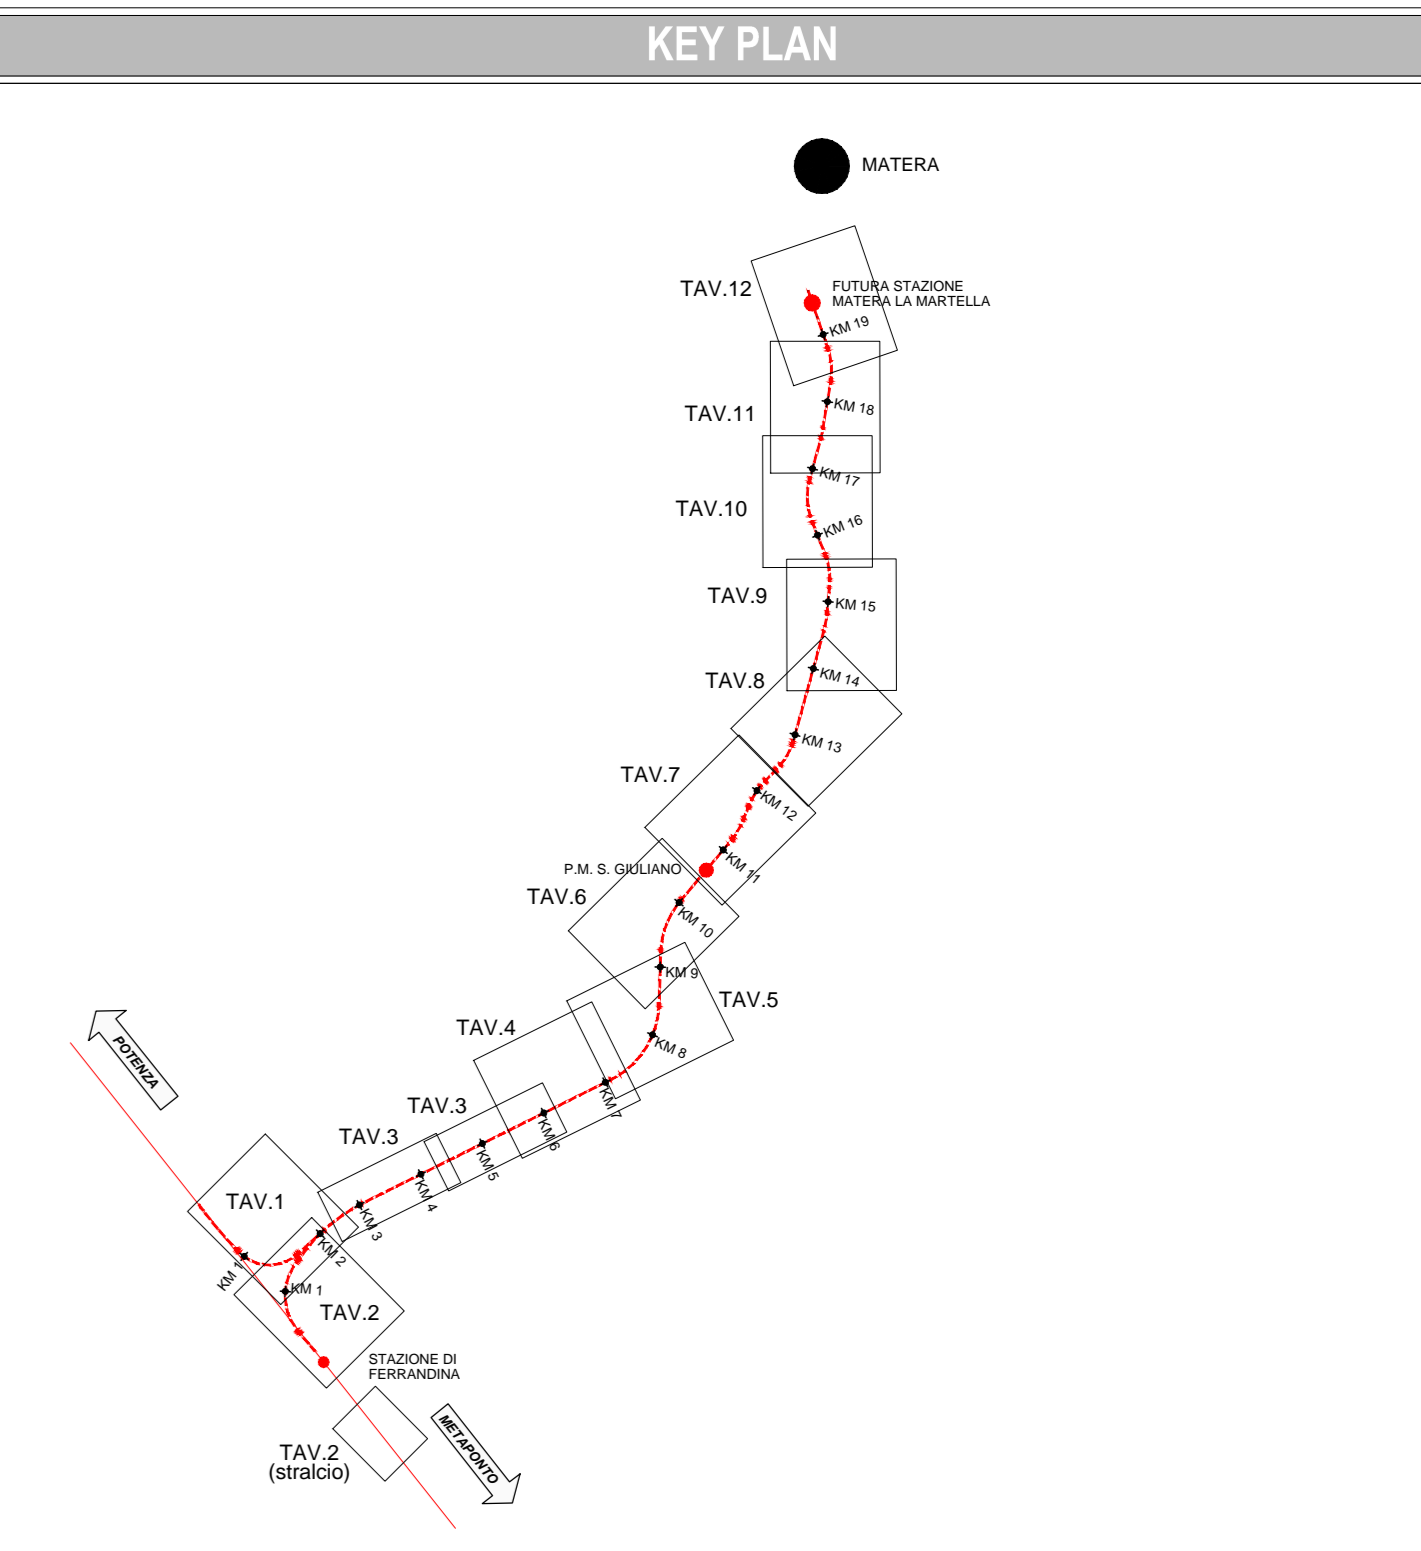 KEY PLAN
MATERA
TAV.12
FUTURA STAZIONE
MATERA LA MARTELLA
KM 19
TAV.11
KM 18
KM 17
TAV.10
KM 16
TAV.9
KM 15
TAV.8
KM 14
KM 13
TAV.7
KM 12
P.M. S. GIULIANO
KM 11
TAV.6
KM 10
KM 9
TAV.5
TAV.4
KM 8
POTENZA
KM 7
TAV.3
KM 6
TAV.3
KM 5
KM 4
TAV.1
KM 3
KM 2
KM 1
KM 1
TAV.2
STAZIONE DI
FERRANDINA
METAPONTO
TAV.2
(stralcio)